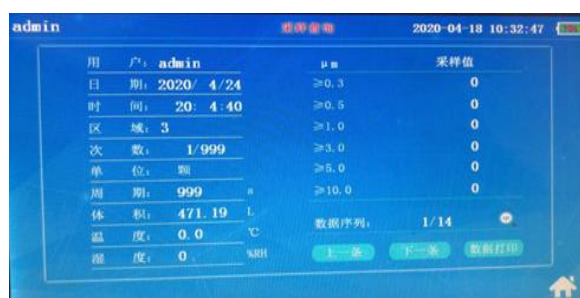 admin 采样查询 2020-04-18 10:32:47
用 户: admin
日 期: 2020/ 4/24
时 间: 20: 4:40
区 域: 3
次 数: 1/999
单 位: 颗
周 期: 999 s
体 积: 471.19 L
温 度: 0.0 ℃
湿 度: 0 %RH
μm 采样值
≥0.3 0
≥0.5 0
≥1.0 0
≥3.0 0
≥5.0 0
≥10.0 0
数据序列: 1/14
上一条 下一条 数据打印